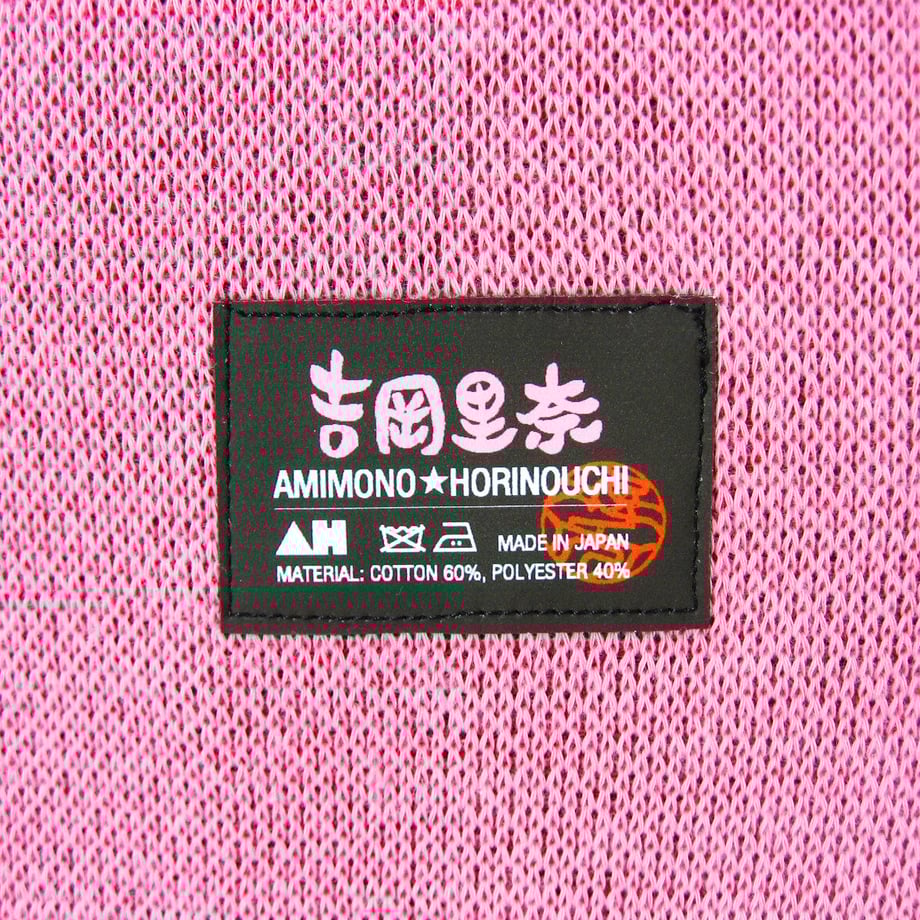 吉岡里奈
AMIMONO★HORINOUCHI
AH MADE IN JAPAN
MATERIAL: COTTON 60%, POLYESTER 40%